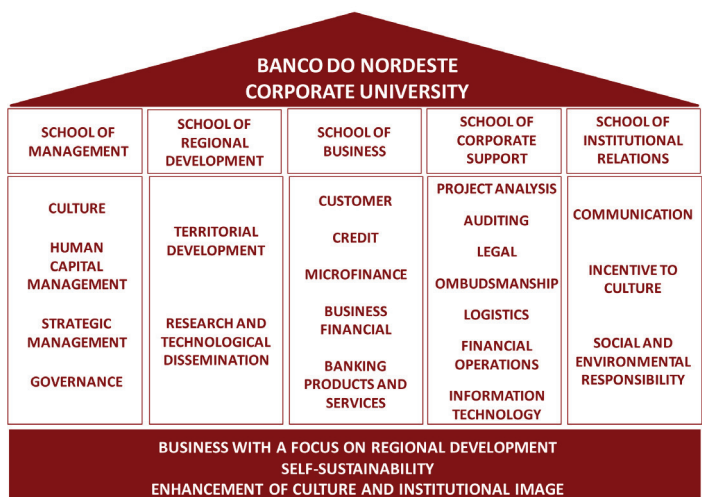 BANCO DO NORDESTE
CORPORATE UNIVERSITY
SCHOOL OF
MANAGEMENT
SCHOOL OF
REGIONAL
DEVELOPMENT
SCHOOL OF
BUSINESS
SCHOOL OF
CORPORATE
SUPPORT
SCHOOL OF
INSTITUTIONAL
RELATIONS
CULTURE
HUMAN
CAPITAL
MANAGEMENT
STRATEGIC
MANAGEMENT
GOVERNANCE
TERRITORIAL
DEVELOPMENT
RESEARCH AND
TECHNOLOGICAL
DISSEMINATION
CUSTOMER
CREDIT
MICROFINANCE
BUSINESS
FINANCIAL
BANKING
PRODUCTS AND
SERVICES
PROJECT ANALYSIS
AUDITING
LEGAL
OMBUDSMANSHIP
LOGISTICS
FINANCIAL
OPERATIONS
INFORMATION
TECHNOLOGY
COMMUNICATION
INCENTIVE TO
CULTURE
SOCIAL AND
ENVIRONMENTAL
RESPONSIBILITY
BUSINESS WITH A FOCUS ON REGIONAL DEVELOPMENT
SELF-SUSTAINABILITY
ENHANCEMENT OF CULTURE AND INSTITUTIONAL IMAGE